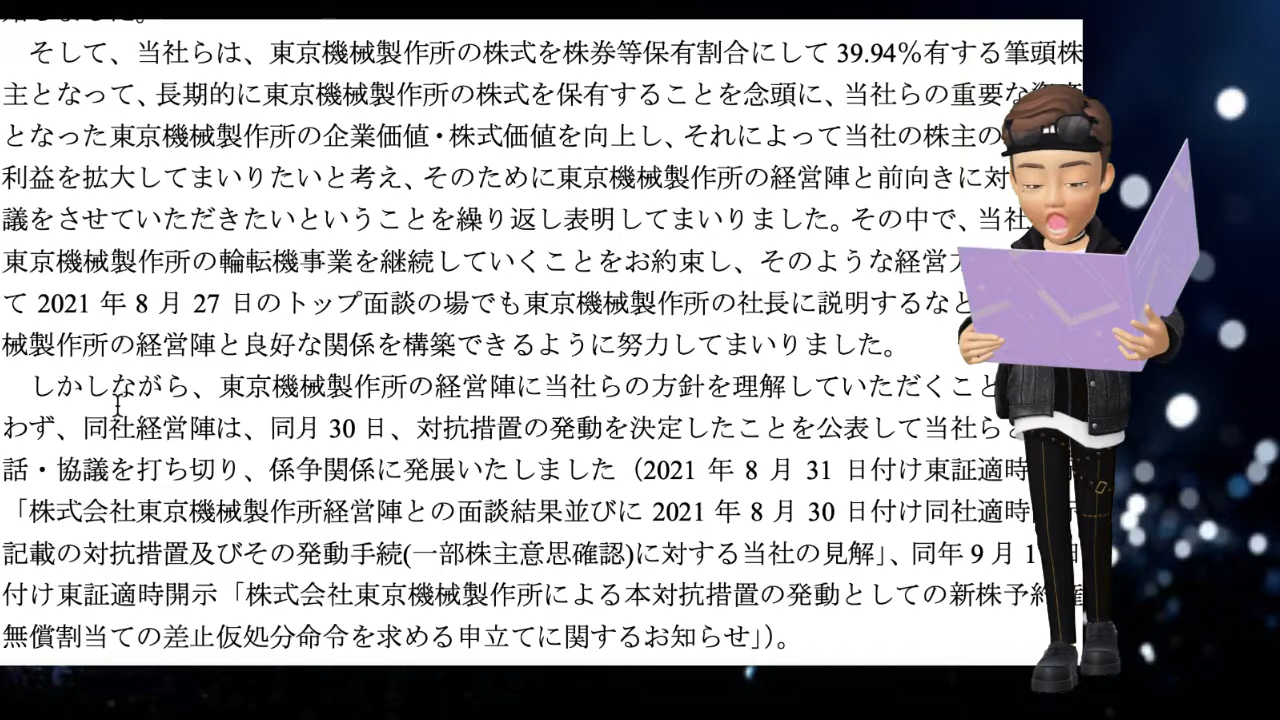 そして、当社らは、東京機械製作所の株式を株券等保有割合にして 39.94%有する筆頭株
主となって、長期的に東京機械製作所の株式を保有することを念頭に、当社らの重要な
となった東京機械製作所の企業価値・株式価値を向上し、それによって当社の株主の
利益を拡大してまいりたいと考え、そのために東京機械製作所の経営陣と前向きに対
議をさせていただきたいということを繰り返し表明してまいりました。その中で、当社
東京機械製作所の輪転機事業を継続していくことをお約束し、そのような経営
て 2021 年 8 月 27 日のトップ面談の場でも東京機械製作所の社長に説明するなど
械製作所の経営陣と良好な関係を構築できるように努力してまいりました。
しかしながら、東京機械製作所の経営陣に当社らの方針を理解していただくこと
わず、同社経営陣は、同月 30 日、対抗措置の発動を決定したことを公表して当社らと
話・協議を打ち切り、係争関係に発展いたしました（2021 年 8 月 31 日付け東証適時
「株式会社東京機械製作所経営陣との面談結果並びに 2021 年 8 月 30 日付け同社適時
記載の対抗措置及びその発動手続(一部株主意思確認)に対する当社の見解」、同年 9 月
付け東証適時開示「株式会社東京機械製作所による本対抗措置の発動としての新株予約
無償割当ての差止仮処分命令を求める申立てに関するお知らせ」）。